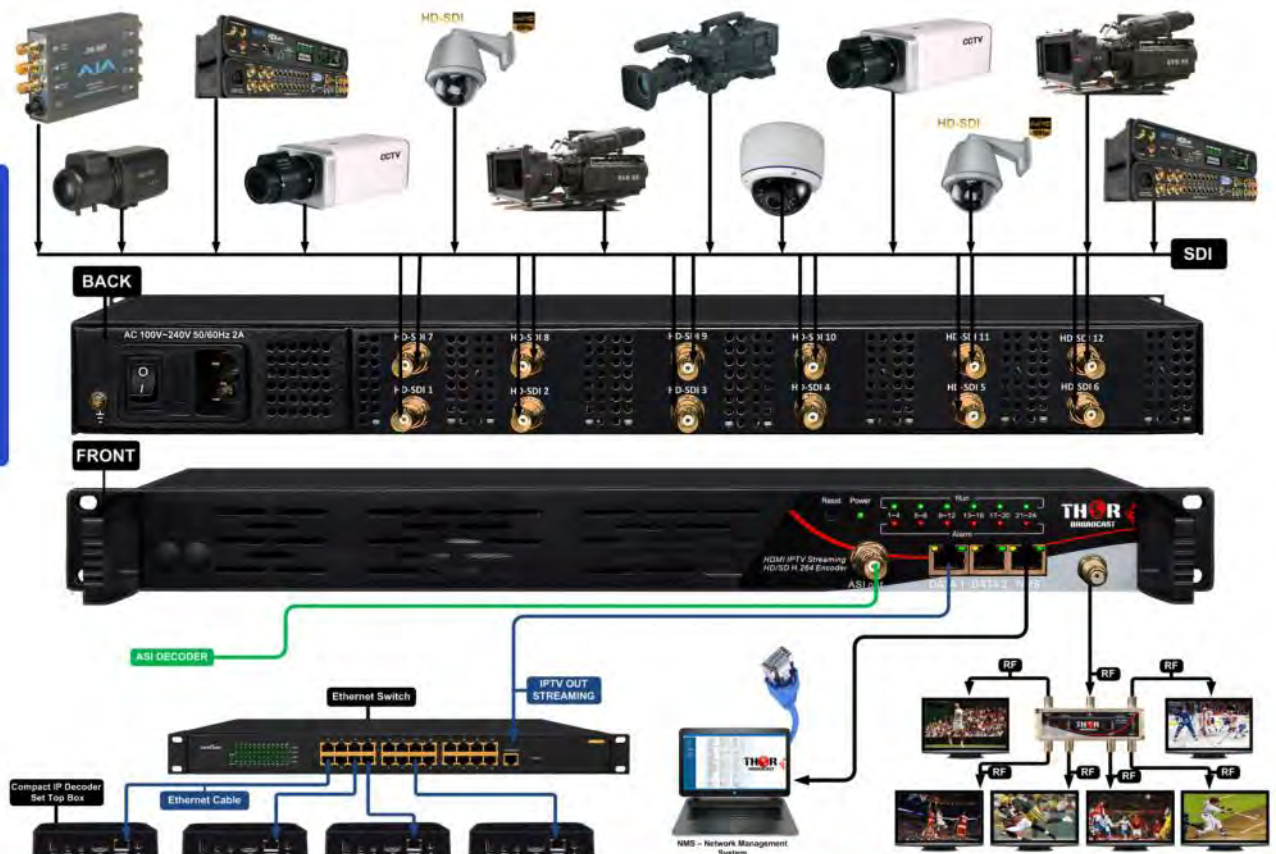 HD-SDI
AJA
CCTV
HD-SDI
CCTV
SDI
BACK
AC 100V~240V 50/60Hz 2A
HD-SDI 7
HD-SDI 8
HD-SDI 9
HD-SDI 10
HD-SDI 11
HD-SDI 12
O
I
HD-SDI 1
HD-SDI 2
HD-SDI 3
HD-SDI 4
HD-SDI 5
HD-SDI 6
FRONT
Reset
Power
Run
1~4
5~8
9~12
13~16
17~20
21~24
Alarm
THOR
BROADCAST
HDMI IPTV Streaming
HD/SD H.264 Encoder
ASI out
DATA 1
DATA 2
NMS
ASI DECODER
IPTV OUT
STREAMING
Ethernet Switch
RF
RF
RF
THOR
THOR
BROADCAST
RF
RF
RF
RF
Compact IP Decoder
Set Top Box
Ethernet Cable
NMS – Network Management
System